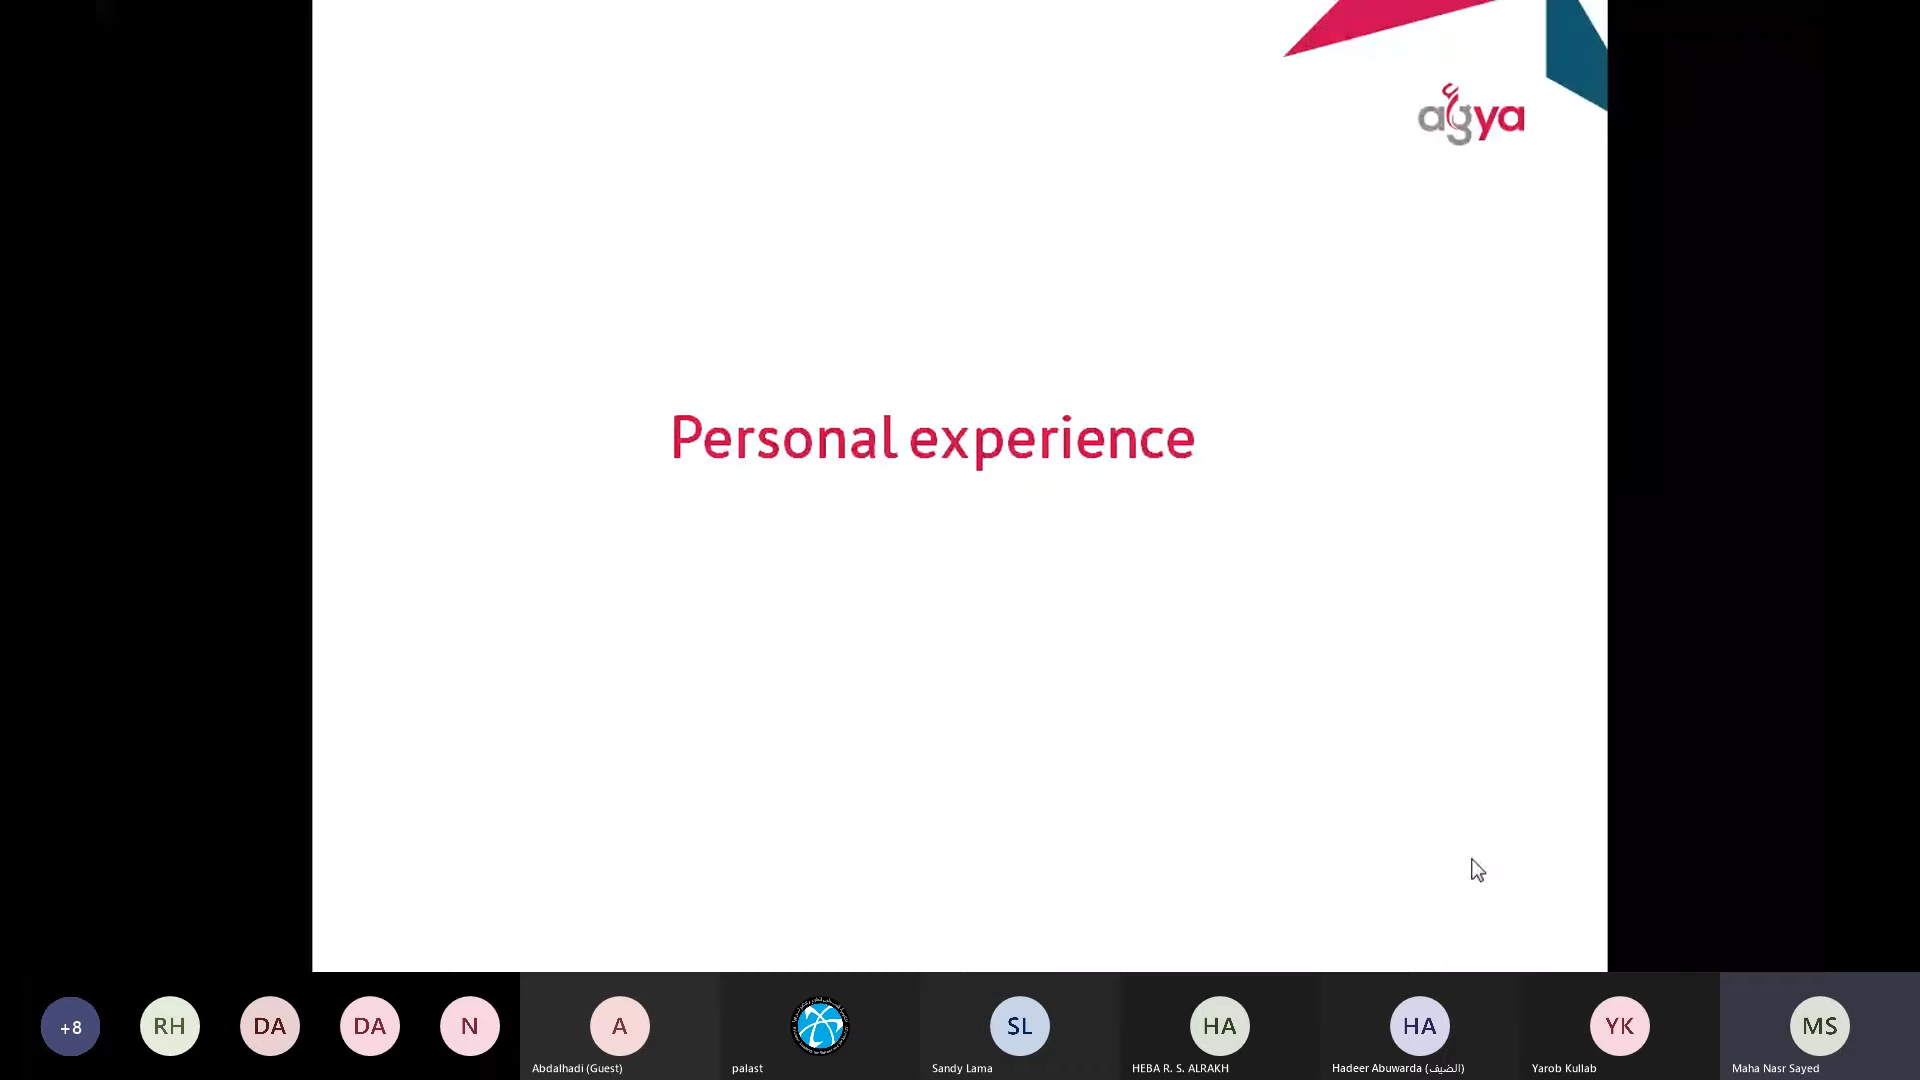 agya
Personal experience
+8
RH
DA
DA
N
A
SL
HA
HA
YK
MS
Abdalhadi (Guest)
palast
Sandy Lama
HEBA R. S. ALRAKH
Hadeer Abuwarda (الضيف)
Yarob Kullab
Maha Nasr Sayed